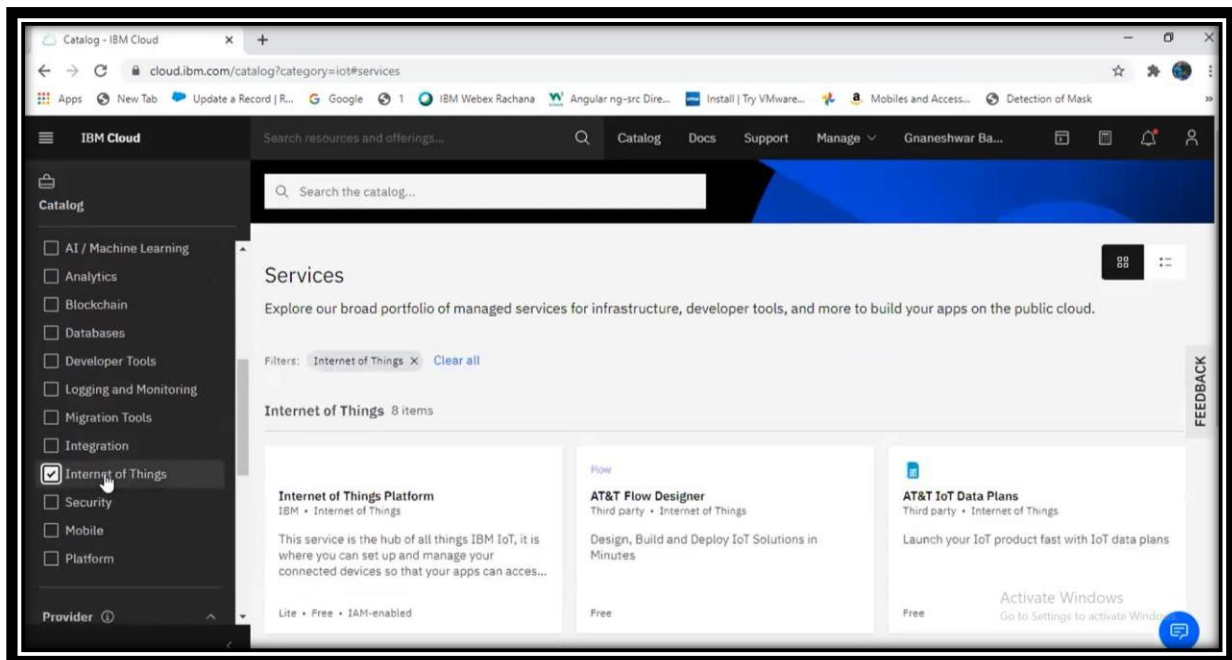 Catalog - IBM Cloud
cloud.ibm.com/catalog?category=iot#services
Apps New Tab Update a Record | R... Google 1 IBM Webex Rachana Angular ng-src Dire... Install | Try VMware... Mobiles and Access... Detection of Mask
IBM Cloud Search resources and offerings... Catalog Docs Support Manage Gnaneshwar Ba...
Catalog
AI / Machine Learning
Analytics
Blockchain
Databases
Developer Tools
Logging and Monitoring
Migration Tools
Integration
Internet of Things
Security
Mobile
Platform
Provider
Search the catalog...
Services
Explore our broad portfolio of managed services for infrastructure, developer tools, and more to build your apps on the public cloud.
Filters: Internet of Things × Clear all
Internet of Things 8 items
Internet of Things Platform
IBM • Internet of Things
This service is the hub of all things IBM IoT, it is
where you can set up and manage your
connected devices so that your apps can acces...
Lite • Free • IAM-enabled
Flow
AT&T Flow Designer
Third party • Internet of Things
Design, Build and Deploy IoT Solutions in
Minutes
Free
AT&T IoT Data Plans
Third party • Internet of Things
Launch your IoT product fast with IoT data plans
Free
FEEDBACK
Activate Windows
Go to Settings to activate Windows.